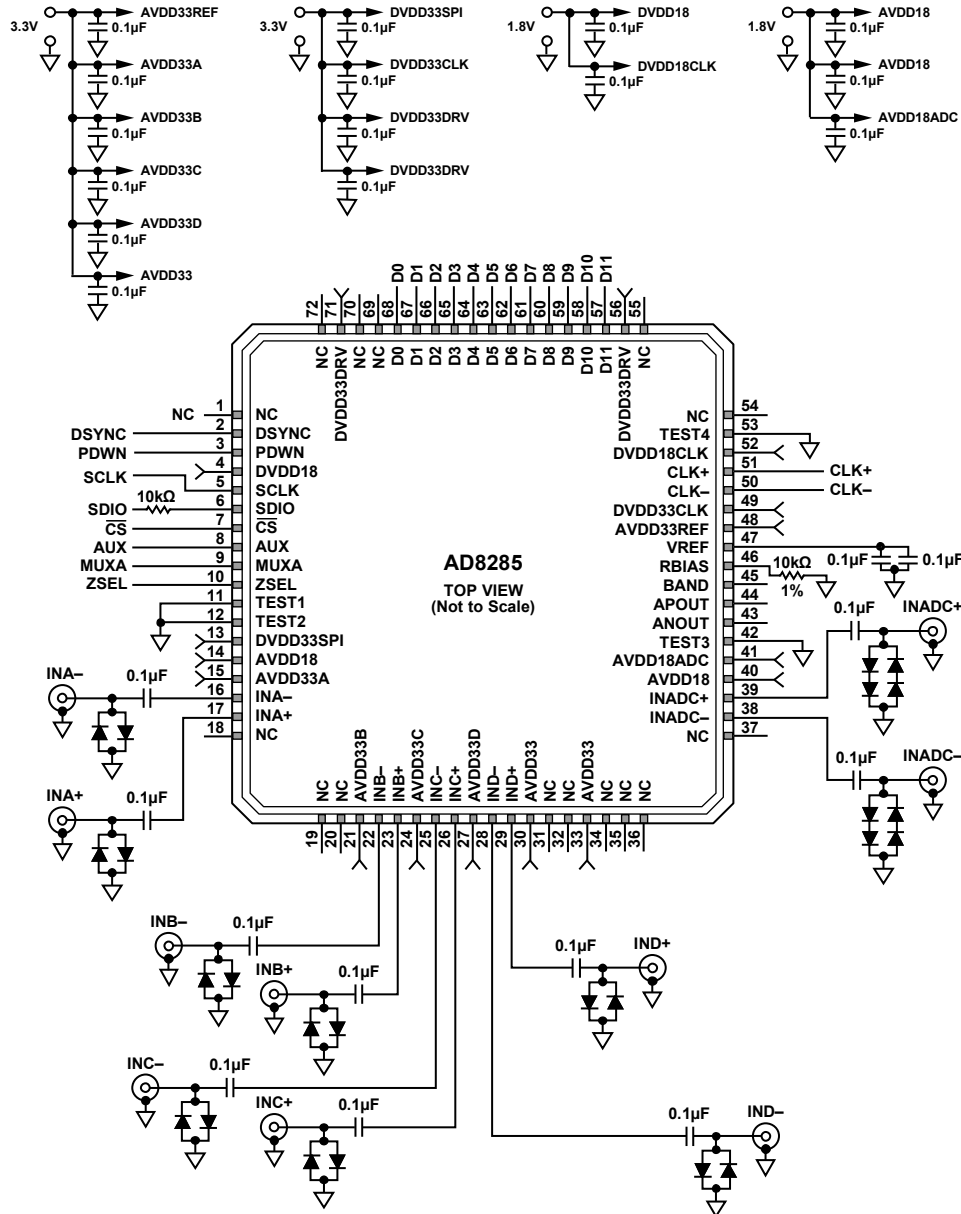 3.3V
AVDD33REF
0.1µF
AVDD33A
0.1µF
AVDD33B
0.1µF
AVDD33C
0.1µF
AVDD33D
0.1µF
AVDD33
0.1µF
3.3V
DVDD33SPI
0.1µF
DVDD33CLK
0.1µF
DVDD33DRV
0.1µF
DVDD33DRV
0.1µF
1.8V
DVDD18
0.1µF
DVDD18CLK
0.1µF
1.8V
AVDD18
0.1µF
AVDD18
0.1µF
AVDD18ADC
0.1µF
D0 D1 D2 D3 D4 D5 D6 D7 D8 D9 D10 D11
72 71 70 69 68 67 66 65 64 63 62 61 60 59 58 57 56 55
NC DVDD33DRV NC NC D0 D1 D2 D3 D4 D5 D6 D7 D8 D9 D10 D11 DVDD33DRV NC
NC 1 NC
DSYNC 2 DSYNC
PDWN 3 PDWN
4 DVDD18
SCLK 5 SCLK
SDIO 10kΩ 6 SDIO
CS 7 CS
AUX 8 AUX
MUXA 9 MUXA
ZSEL 10 ZSEL
11 TEST1
12 TEST2
13 DVDD33SPI
14 AVDD18
15 AVDD33A
16 INA–
17 INA+
18 NC
AD8285
TOP VIEW
(Not to Scale)
NC 54
TEST4 53
DVDD18CLK 52
CLK+ 51 CLK+
CLK– 50 CLK–
DVDD33CLK 49
AVDD33REF 48
VREF 47
0.1µF 0.1µF
RBIAS 46 10kΩ
1%
BAND 45
APOUT 44
ANOUT 43
TEST3 42
AVDD18ADC 41
AVDD18 40
INADC+ 39
INADC– 38
NC 37
INA–
0.1µF
INA+
0.1µF
0.1µF
INADC+
0.1µF
INADC–
NC NC AVDD33B INB– INB+ AVDD33C INC– INC+ AVDD33D IND– IND+ AVDD33 NC NC AVDD33 NC NC NC
19 20 21 22 23 24 25 26 27 28 29 30 31 32 33 34 35 36
INB–
0.1µF
INB+
0.1µF
0.1µF
IND+
INC–
0.1µF
INC+
0.1µF
0.1µF
IND–